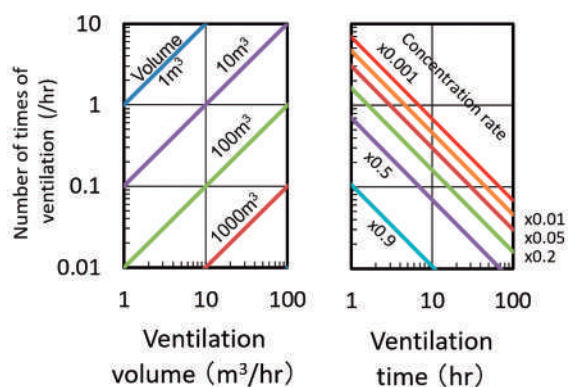 Number of times of
ventilation (/hr)
10
1
0.1
0.01
Volume
1m³
10m³
100m³
1000m³
1 10 100
Ventilation
volume (m³/hr)
Concentration rate
x0.001
x0.5
x0.9
x0.01
x0.05
x0.2
1 10 100
Ventilation
time (hr)